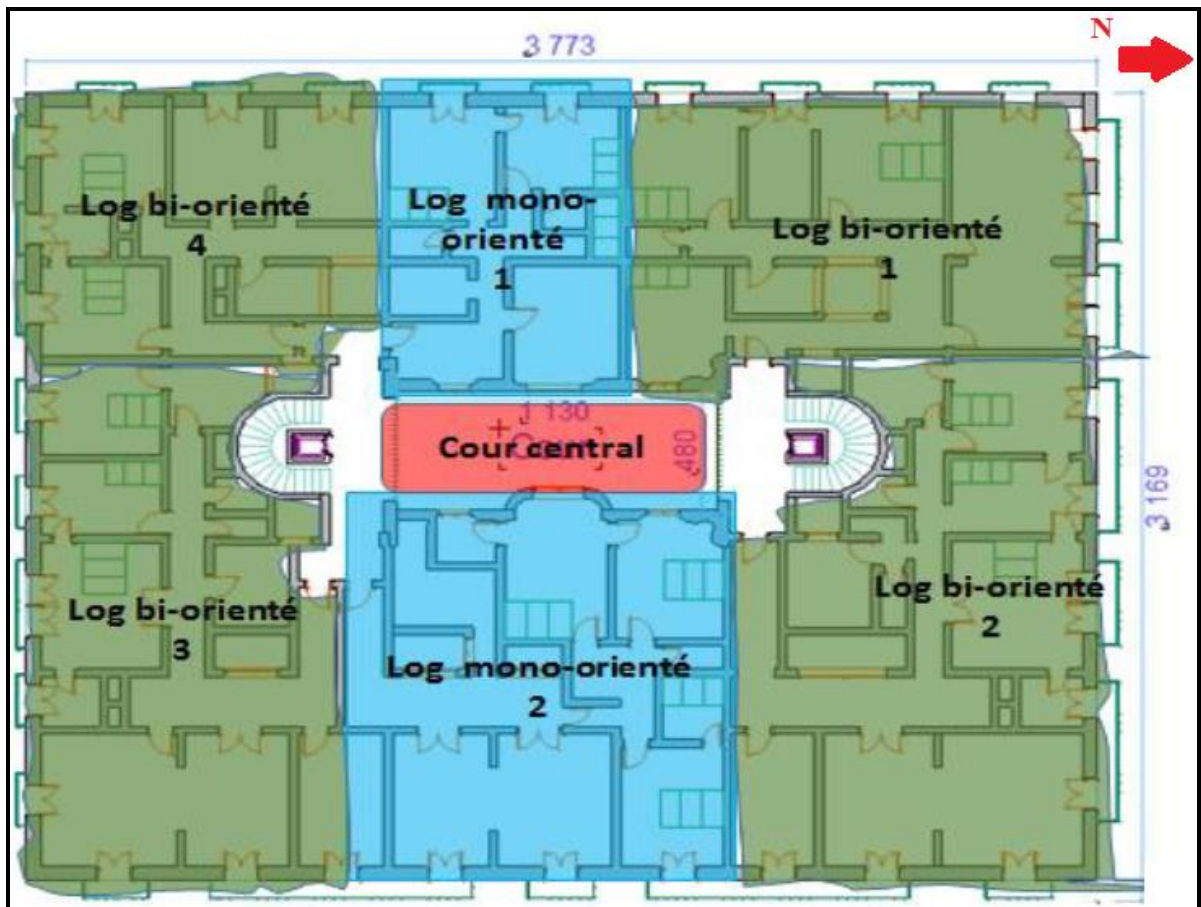 N
3 773
Log bi-orienté
4
Log mono-
orienté
1
Log bi-orienté
1
1 130
Cour central
480
3 169
Log bi-orienté
3
Log mono-orienté
2
Log bi-orienté
2